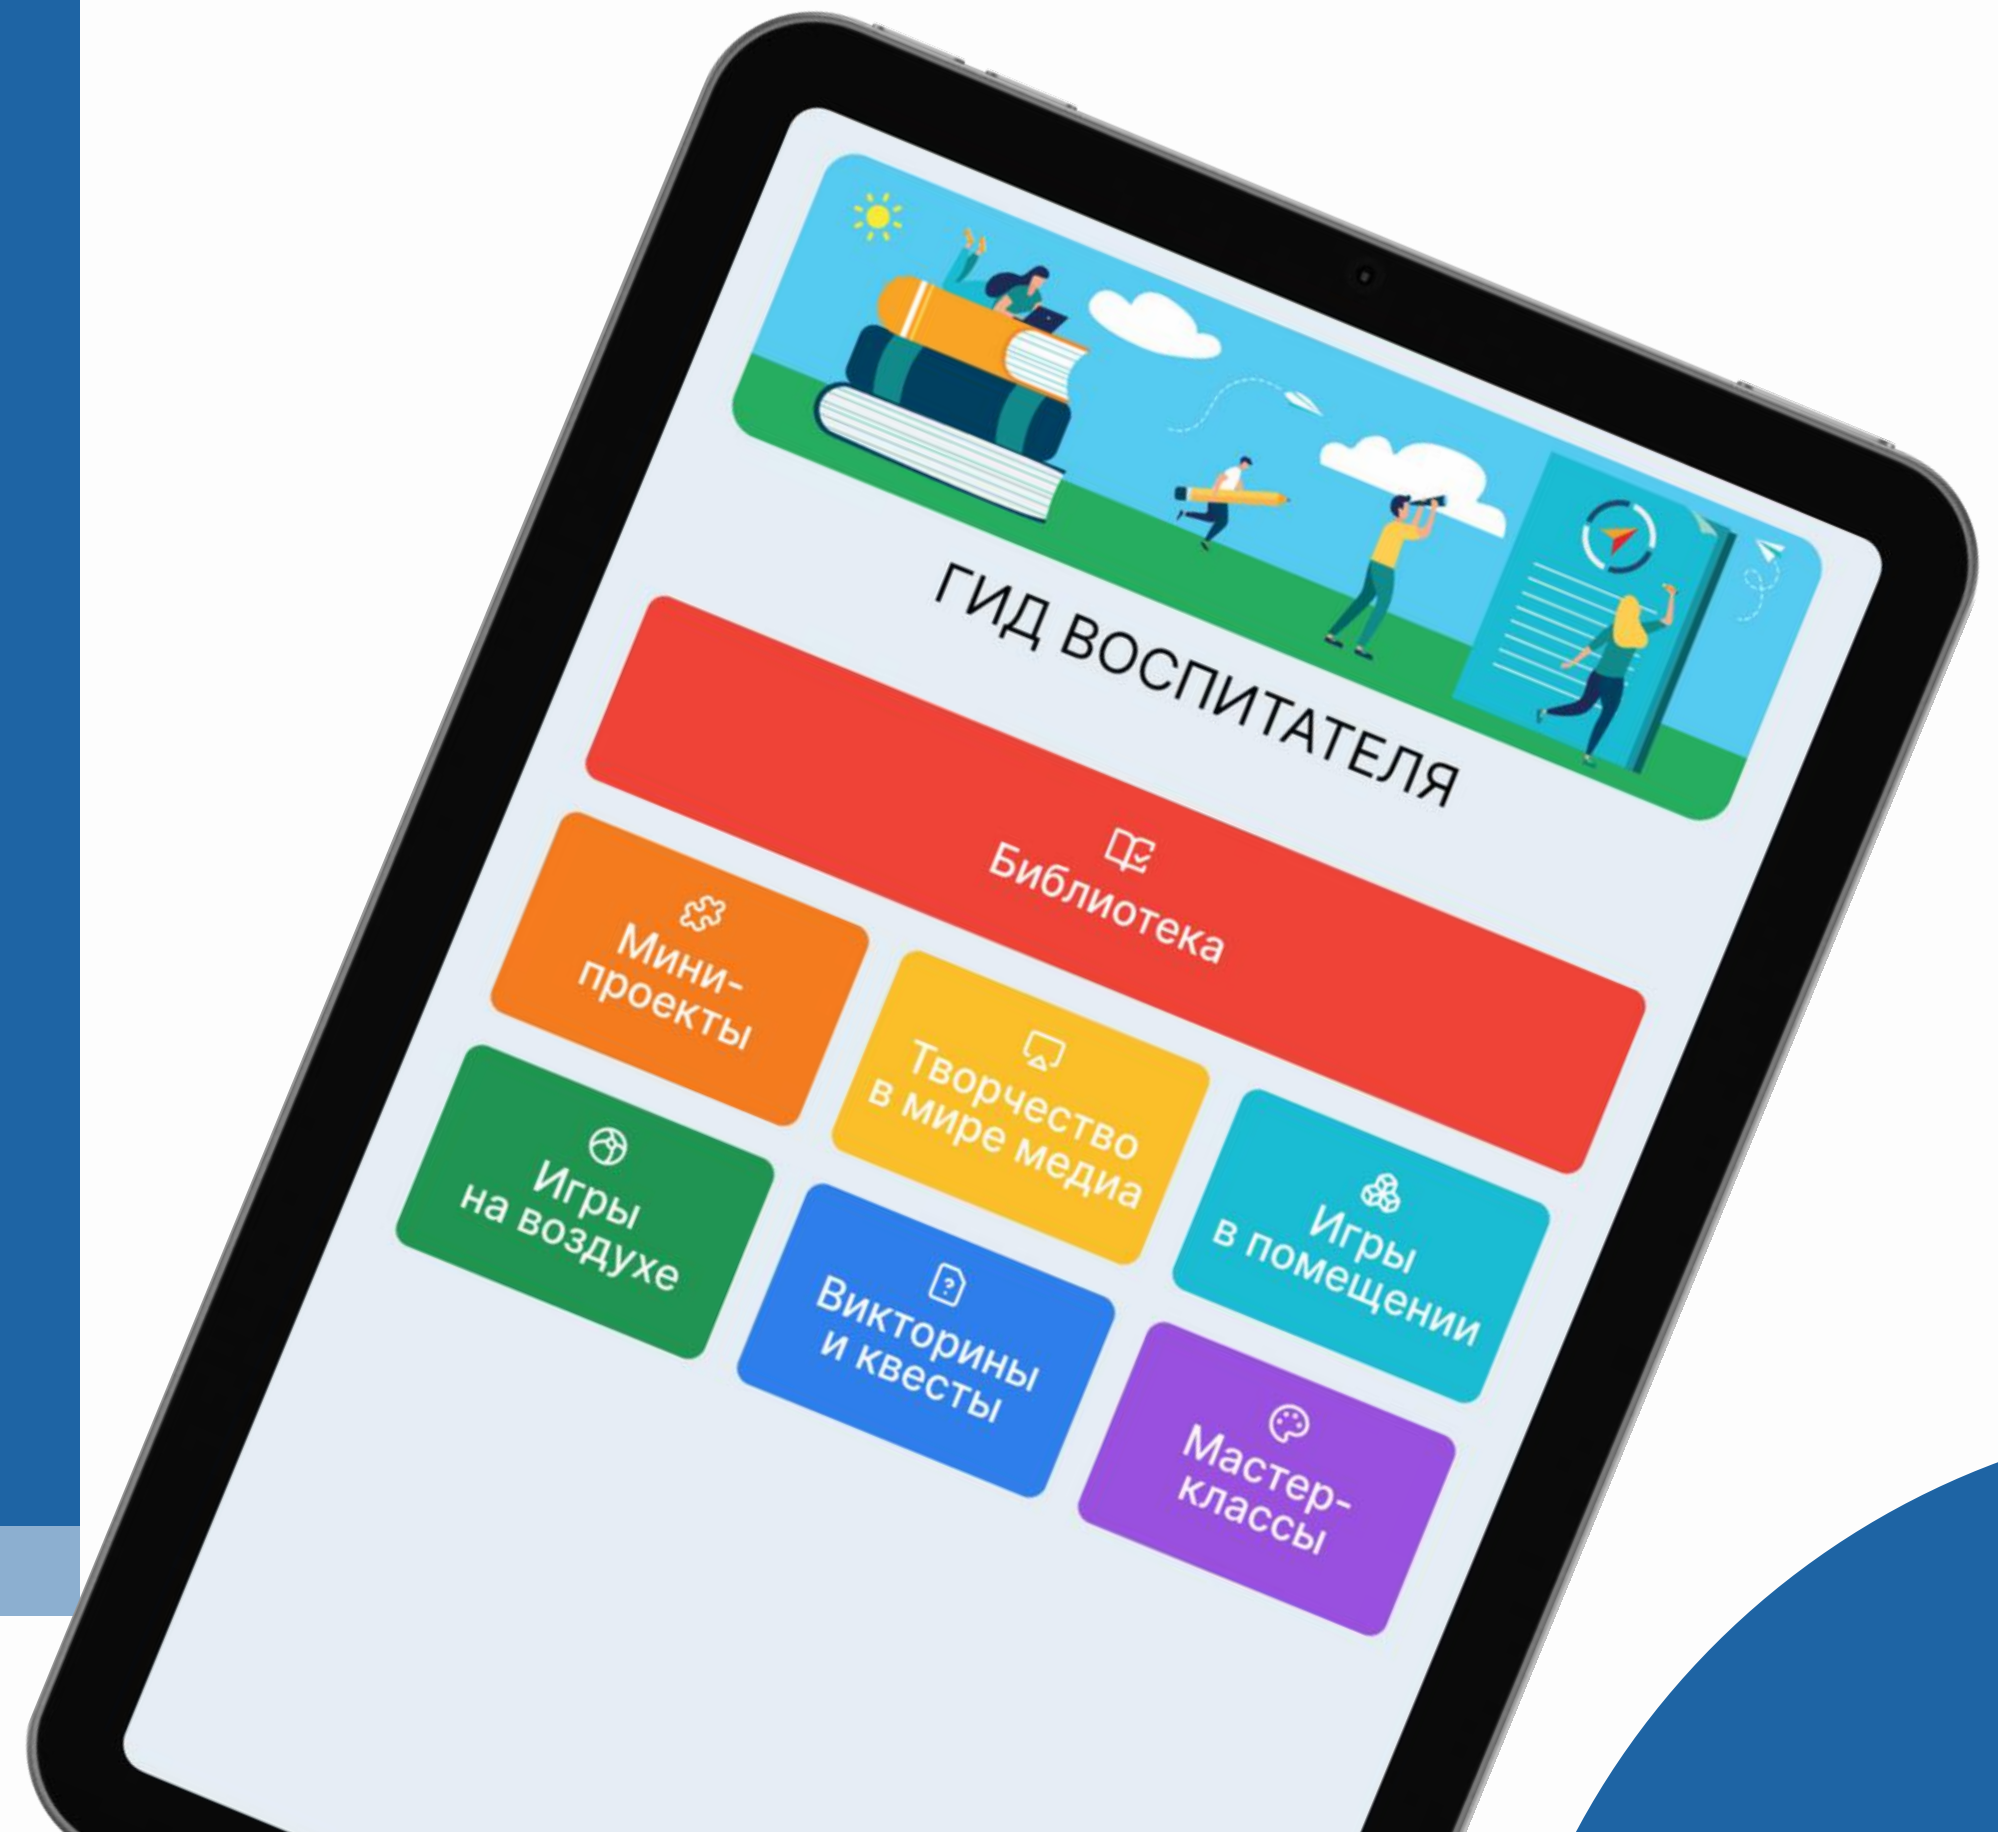 ГИД ВОСПИТАТЕЛЯ
Библиотека
Мини-
проекты
Творчество
в мире медиа
Игры
в помещении
Игры
на воздухе
Викторины
и квесты
Мастер-
классы